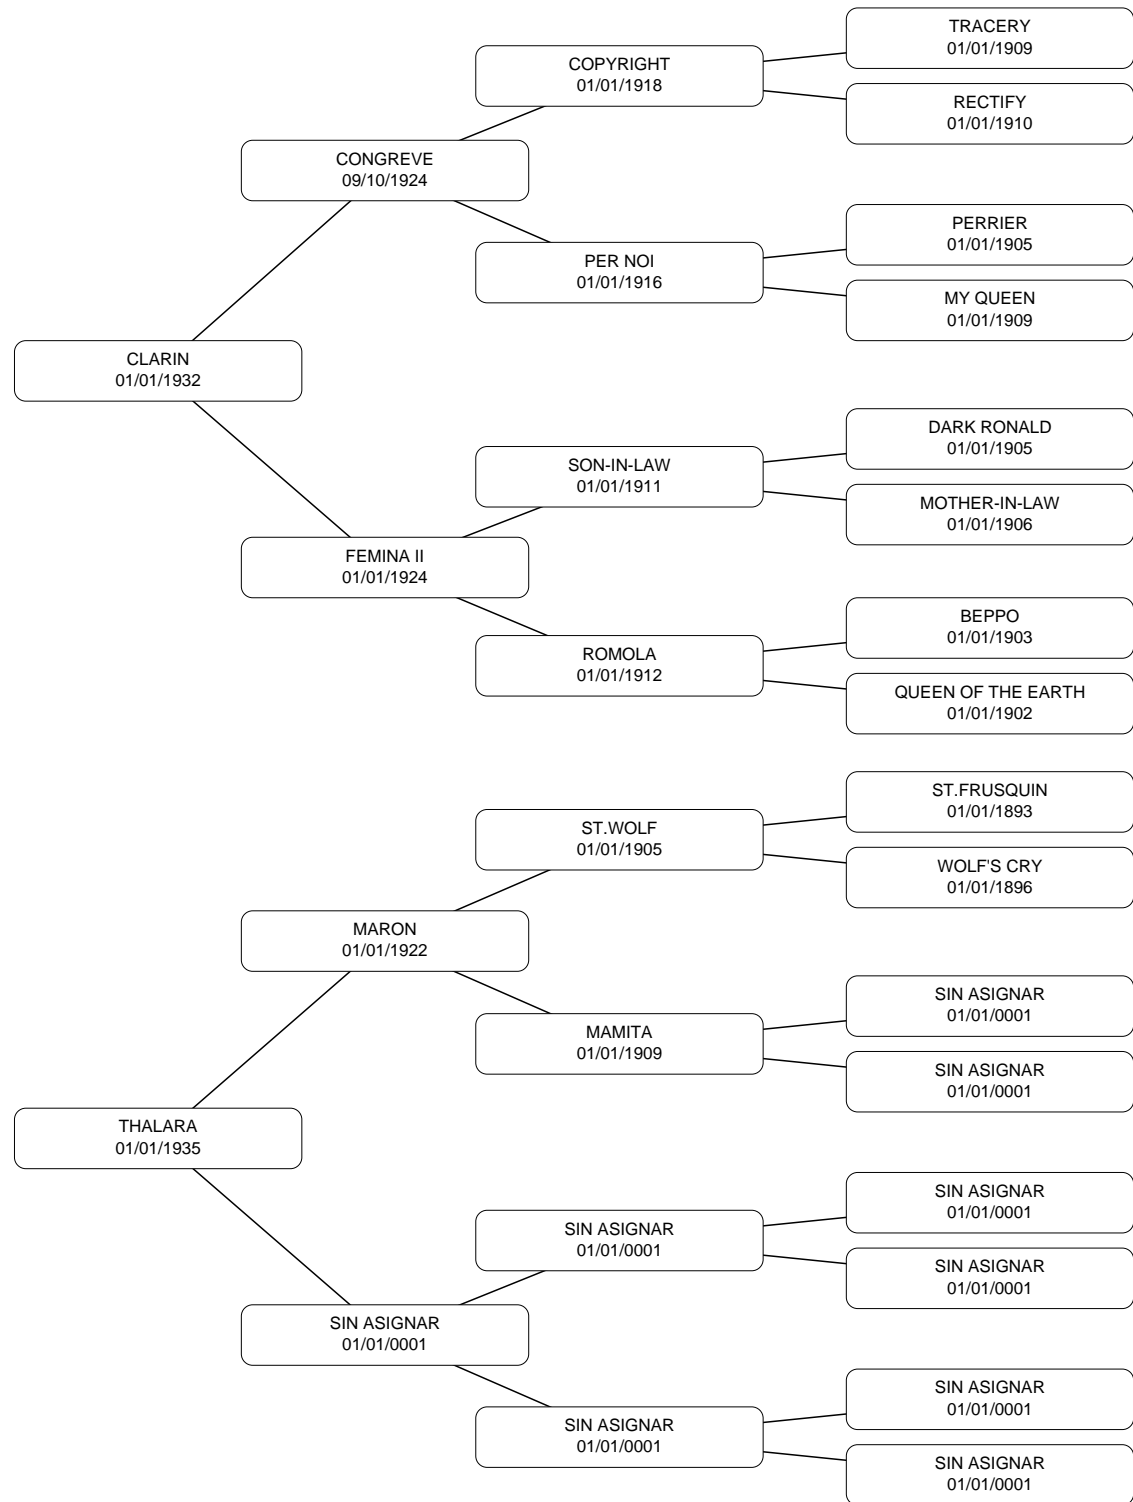 TRACERY
01/01/1909
COPYRIGHT
01/01/1918
RECTIFY
01/01/1910
CONGREVE
09/10/1924
PERRIER
01/01/1905
PER NOI
01/01/1916
MY QUEEN
01/01/1909
CLARIN
01/01/1932
DARK RONALD
01/01/1905
SON-IN-LAW
01/01/1911
MOTHER-IN-LAW
01/01/1906
FEMINA II
01/01/1924
BEPPO
01/01/1903
ROMOLA
01/01/1912
QUEEN OF THE EARTH
01/01/1902
ST.FRUSQUIN
01/01/1893
ST.WOLF
01/01/1905
WOLF'S CRY
01/01/1896
MARON
01/01/1922
SIN ASIGNAR
01/01/0001
MAMITA
01/01/1909
SIN ASIGNAR
01/01/0001
THALARA
01/01/1935
SIN ASIGNAR
01/01/0001
SIN ASIGNAR
01/01/0001
SIN ASIGNAR
01/01/0001
SIN ASIGNAR
01/01/0001
SIN ASIGNAR
01/01/0001
SIN ASIGNAR
01/01/0001
SIN ASIGNAR
01/01/0001